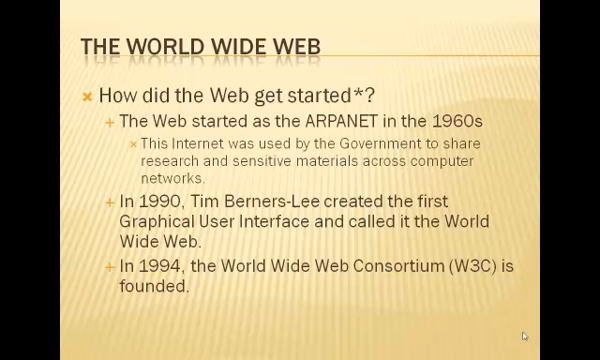 THE WORLD WIDE WEB
How did the Web get started*?
The Web started as the ARPANET in the 1960s
This Internet was used by the Government to share
research and sensitive materials across computer
networks.
In 1990, Tim Berners-Lee created the first
Graphical User Interface and called it the World
Wide Web.
In 1994, the World Wide Web Consortium (W3C) is
founded.